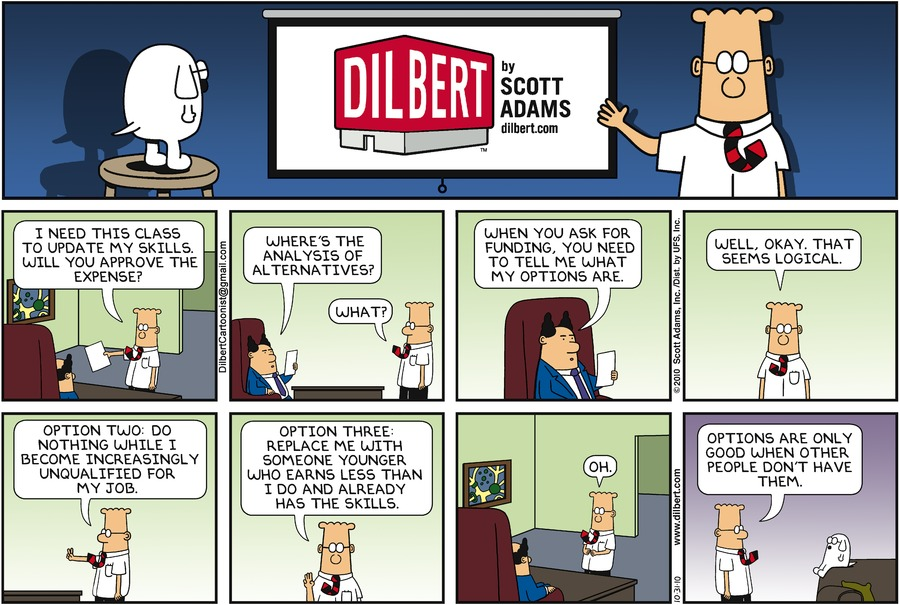 DILBERT
TM
by
SCOTT
ADAMS
dilbert.com
I NEED THIS CLASS
TO UPDATE MY SKILLS.
WILL YOU APPROVE THE
EXPENSE?
DilbertCartoonist@gmail.com
WHERE'S THE
ANALYSIS OF
ALTERNATIVES?
WHAT?
WHEN YOU ASK FOR
FUNDING, YOU NEED
TO TELL ME WHAT
MY OPTIONS ARE.
© 2010 Scott Adams, Inc./Dist. by UFS, Inc.
WELL, OKAY. THAT
SEEMS LOGICAL.
OPTION TWO: DO
NOTHING WHILE I
BECOME INCREASINGLY
UNQUALIFIED FOR
MY JOB.
OPTION THREE:
REPLACE ME WITH
SOMEONE YOUNGER
WHO EARNS LESS THAN
I DO AND ALREADY
HAS THE SKILLS.
OH.
10-31-10 www.dilbert.com
OPTIONS ARE ONLY
GOOD WHEN OTHER
PEOPLE DON'T HAVE
THEM.